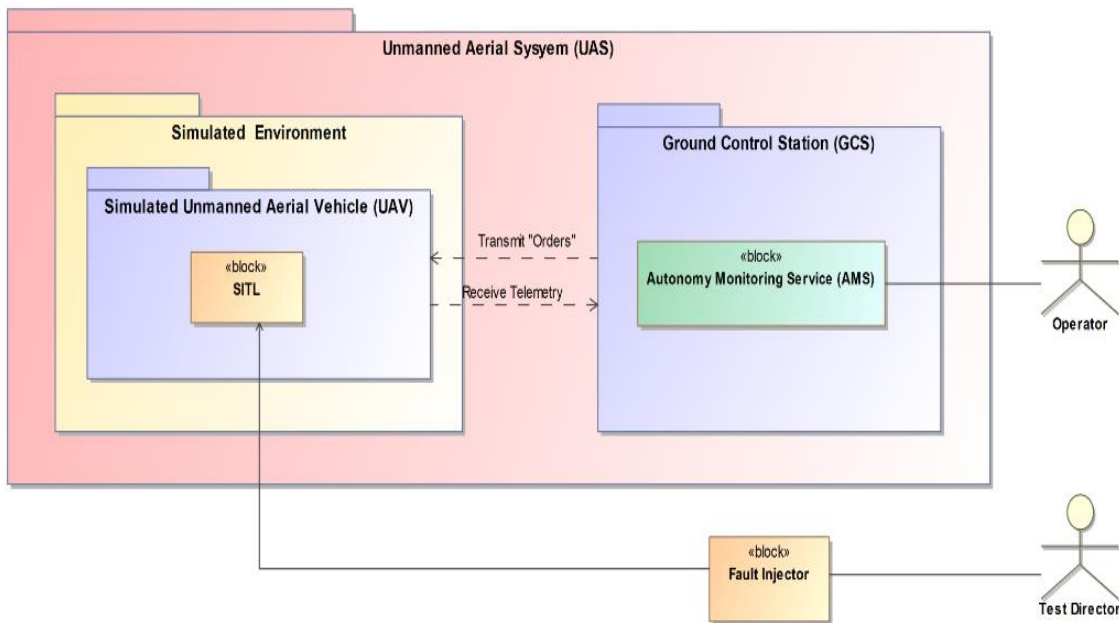 Unmanned Aerial Sysyem (UAS)
Simulated Environment
Ground Control Station (GCS)
Simulated Unmanned Aerial Vehicle (UAV)
Transmit "Orders"
«block»
SITL
«block»
Autonomy Monitoring Service (AMS)
Receive Telemetry
Operator
«block»
Fault Injector
Test Director